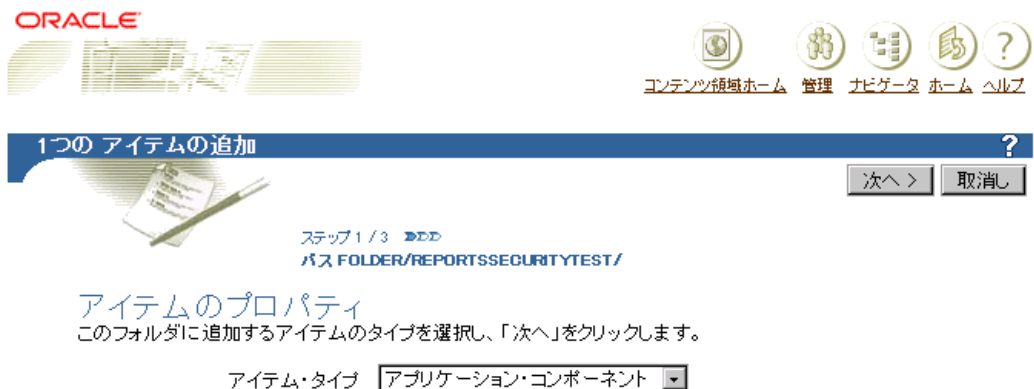 ORACLE
コンテンツ領域ホーム 管理 ナビゲータ ホーム ヘルプ
1つの アイテムの追加 ?
次へ > 取消し
ステップ 1 / 3
パス FOLDER/REPORTSSECURITYTEST/
アイテムのプロパティ
このフォルダに追加するアイテムのタイプを選択し、「次へ」をクリックします。
アイテム・タイプ アプリケーション・コンポーネント